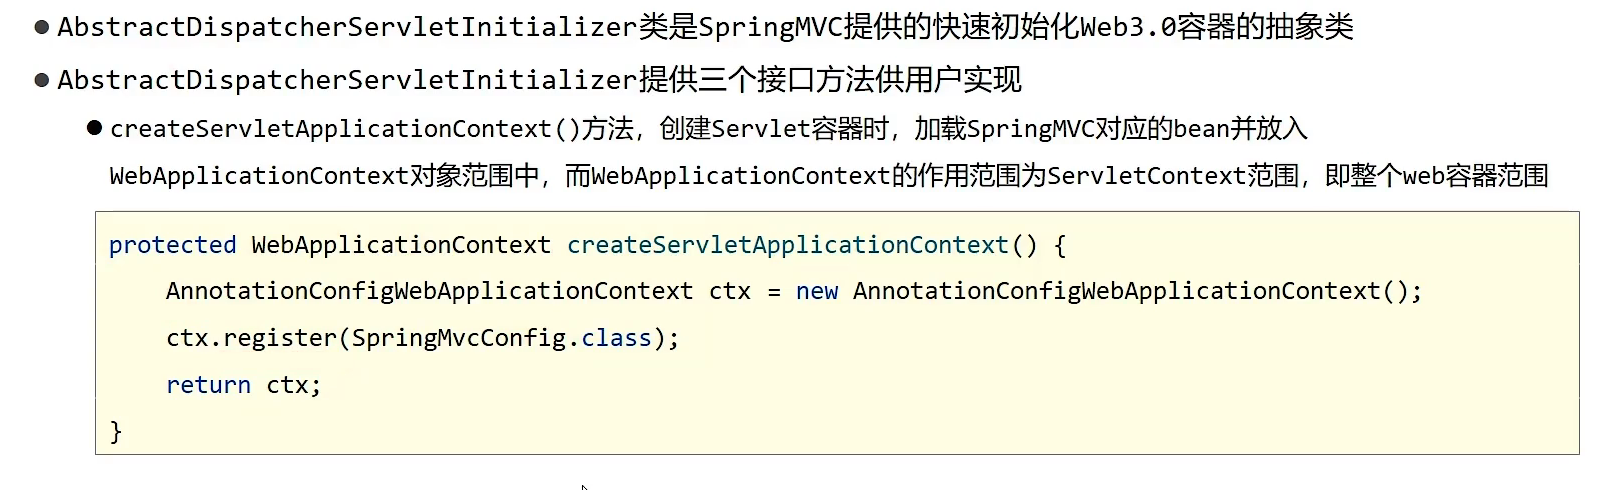 ● AbstractDispatcherServletInitializer类是SpringMVC提供的快速初始化Web3.0容器的抽象类
● AbstractDispatcherServletInitializer提供三个接口方法供用户实现
● createServletApplicationContext()方法，创建Servlet容器时，加载SpringMVC对应的bean并放入
WebApplicationContext对象范围中，而WebApplicationContext的作用范围为ServletContext范围，即整个web容器范围
protected WebApplicationContext createServletApplicationContext() {
    AnnotationConfigWebApplicationContext ctx = new AnnotationConfigWebApplicationContext();
    ctx.register(SpringMvcConfig.class);
    return ctx;
}